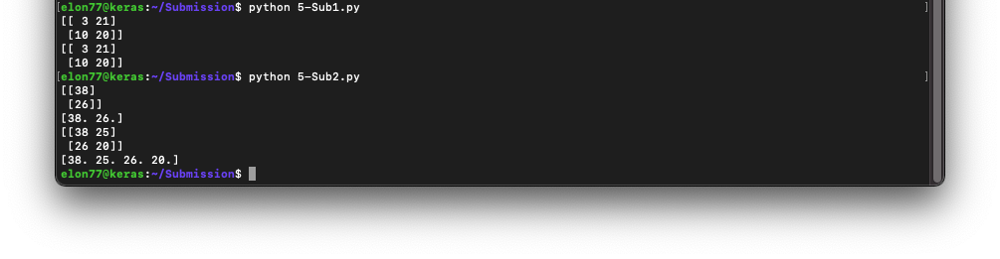 [elon77@keras:~/Submission$ python 5-Sub1.py ]
[[ 3 21]
 [10 20]]
[[ 3 21]
 [10 20]]
[elon77@keras:~/Submission$ python 5-Sub2.py ]
[[38]
 [26]]
[38. 26.]
[[38 25]
 [26 20]]
[38. 25. 26. 20.]
elon77@keras:~/Submission$